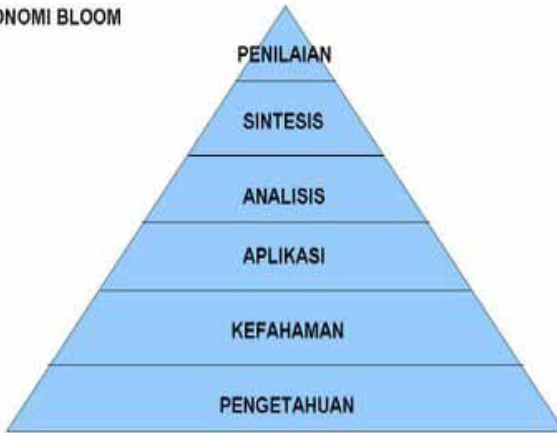 ONOMI BLOOM
PENILAIAN
SINTESIS
ANALISIS
APLIKASI
KEFAHAMAN
PENGETAHUAN